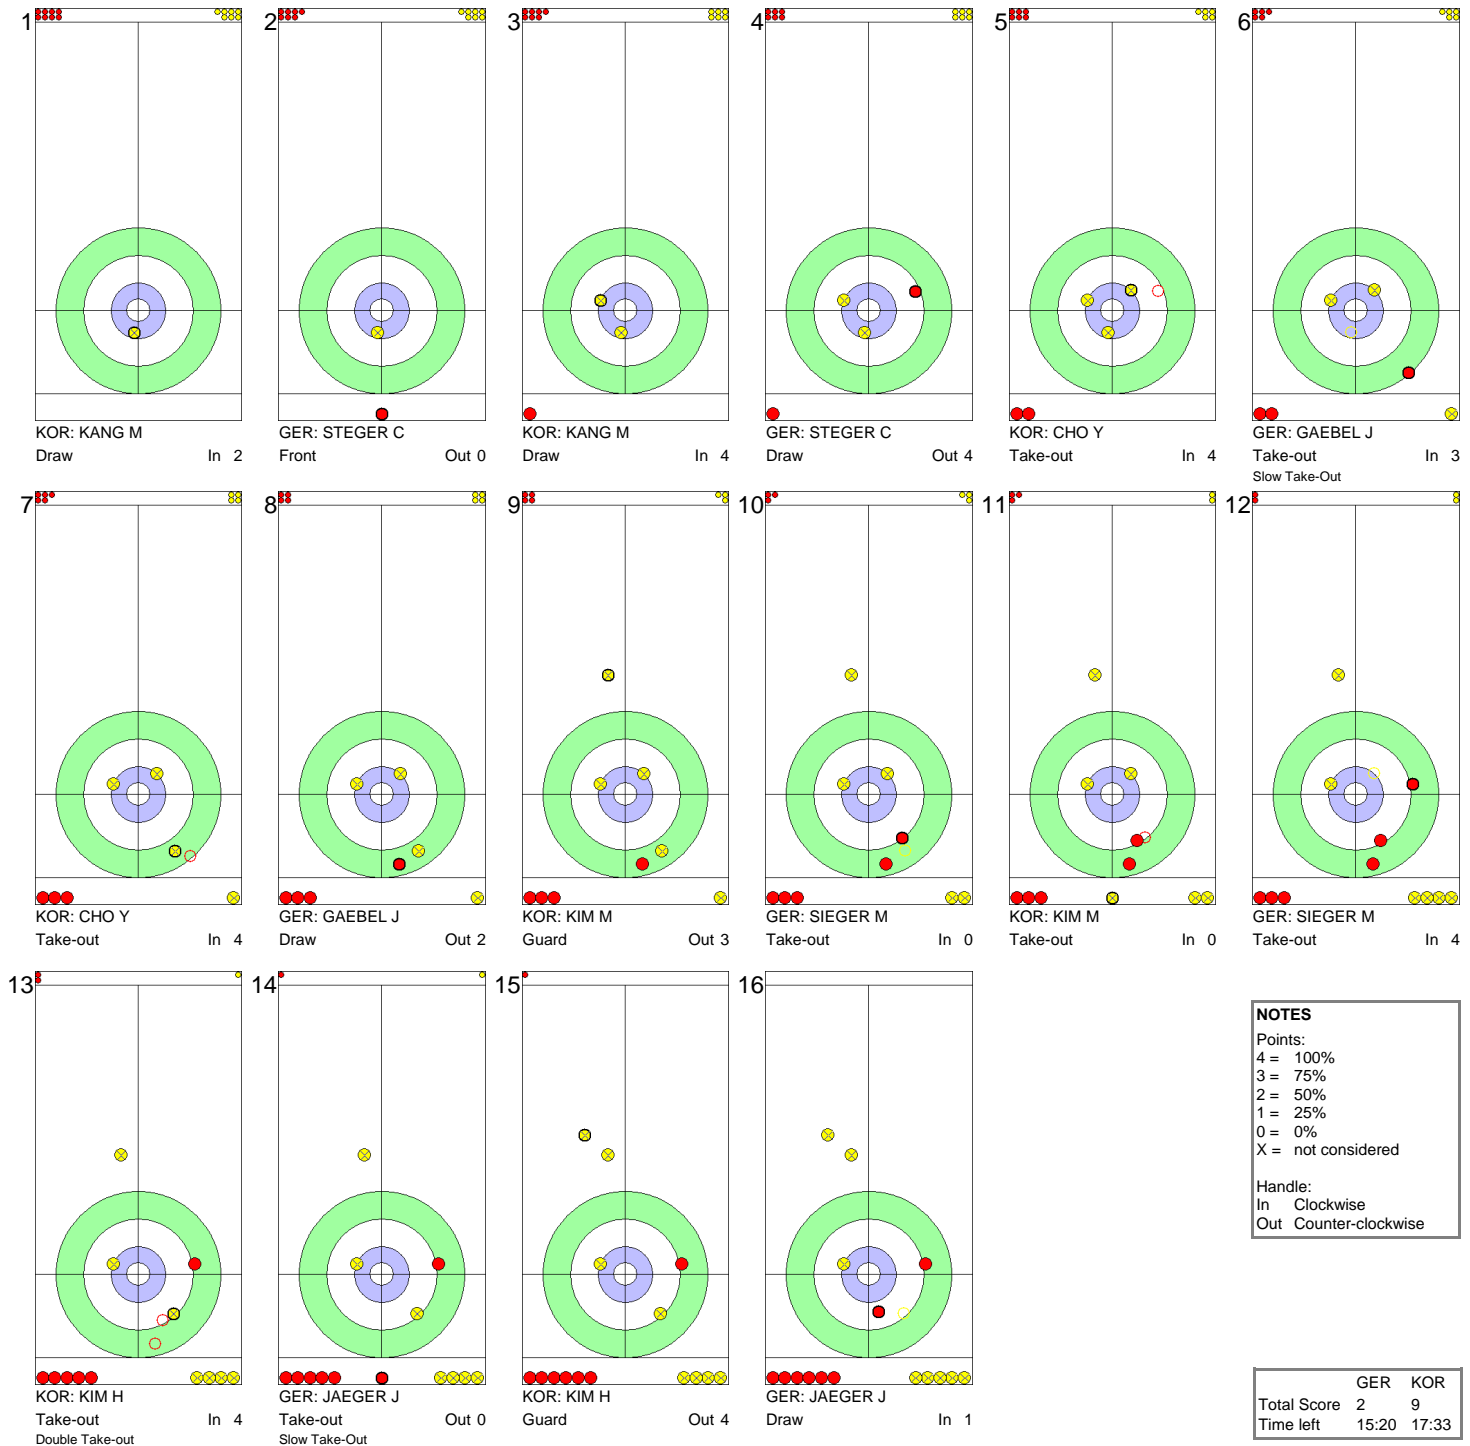 1
KOR: KANG M
Draw In 2
2
GER: STEGER C
Front Out 0
3
KOR: KANG M
Draw In 4
4
GER: STEGER C
Draw Out 4
5
KOR: CHO Y
Take-out In 4
6
GER: GAEBEL J
Take-out In 3
Slow Take-Out
7
KOR: CHO Y
Take-out In 4
8
GER: GAEBEL J
Draw Out 2
9
KOR: KIM M
Guard Out 3
10
GER: SIEGER M
Take-out In 0
11
KOR: KIM M
Take-out In 0
12
GER: SIEGER M
Take-out In 4
13
KOR: KIM H
Take-out In 4
Double Take-out
14
GER: JAEGER J
Take-out Out 0
Slow Take-Out
15
KOR: KIM H
Guard Out 4
16
GER: JAEGER J
Draw In 1
NOTES
Points:
4 = 100%
3 = 75%
2 = 50%
1 = 25%
0 = 0%
X = not considered
Handle:
In Clockwise
Out Counter-clockwise
GER KOR
Total Score 2 9
Time left 15:20 17:33